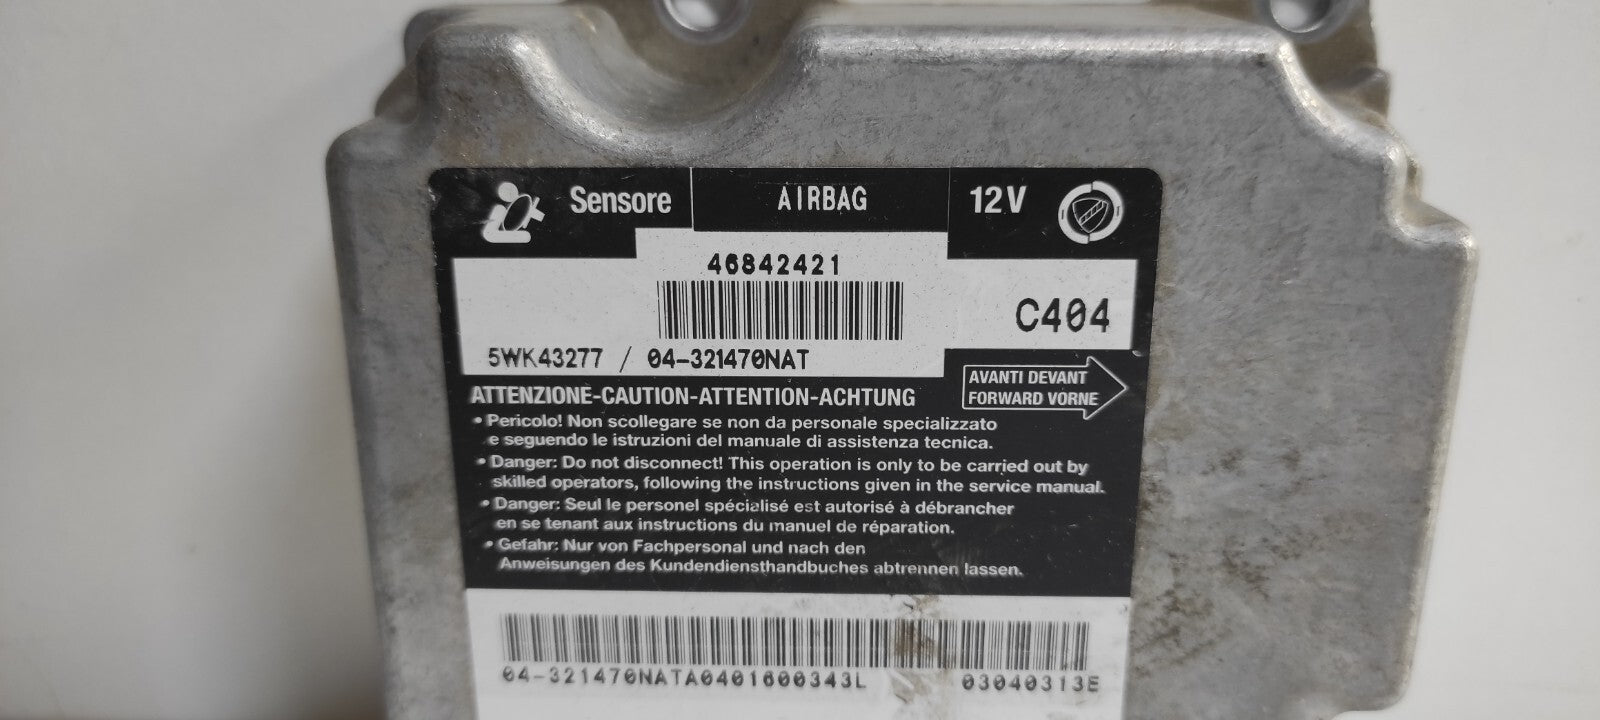 Sensore AIRBAG 12V
46842421
C404
5WK43277 / 04-321470NAT
AVANTI DEVANT
FORWARD VORNE
ATTENZIONE-CAUTION-ATTENTION-ACHTUNG
• Pericolo! Non scollegare se non da personale specializzato
e seguendo le istruzioni del manuale di assistenza tecnica.
• Danger: Do not disconnect! This operation is only to be carried out by
skilled operators, following the instructions given in the service manual.
• Danger: Seul le personel spécialisé est autorisé à débrancher
en se tenant aux instructions du manuel de réparation.
• Gefahr: Nur von Fachpersonal und nach den
Anweisungen des Kundendiensthandbuches abtrennen lassen.
04-321470NATA0401600343L 03040313E